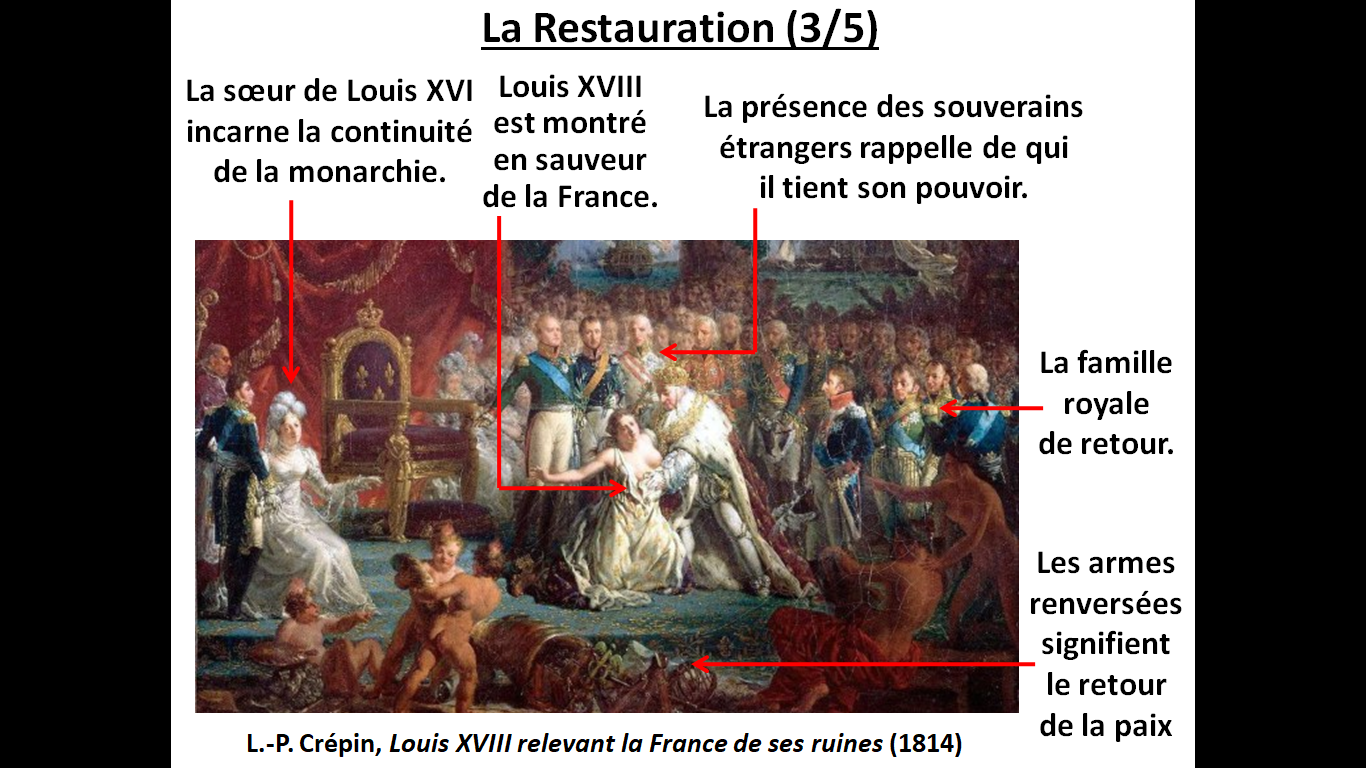 La Restauration (3/5)
La sœur de Louis XVI
incarne la continuité
de la monarchie.
Louis XVIII
est montré
en sauveur
de la France.
La présence des souverains
étrangers rappelle de qui
il tient son pouvoir.
La famille
royale
de retour.
Les armes
renversées
signifient
le retour
de la paix
L.-P. Crépin, Louis XVIII relevant la France de ses ruines (1814)